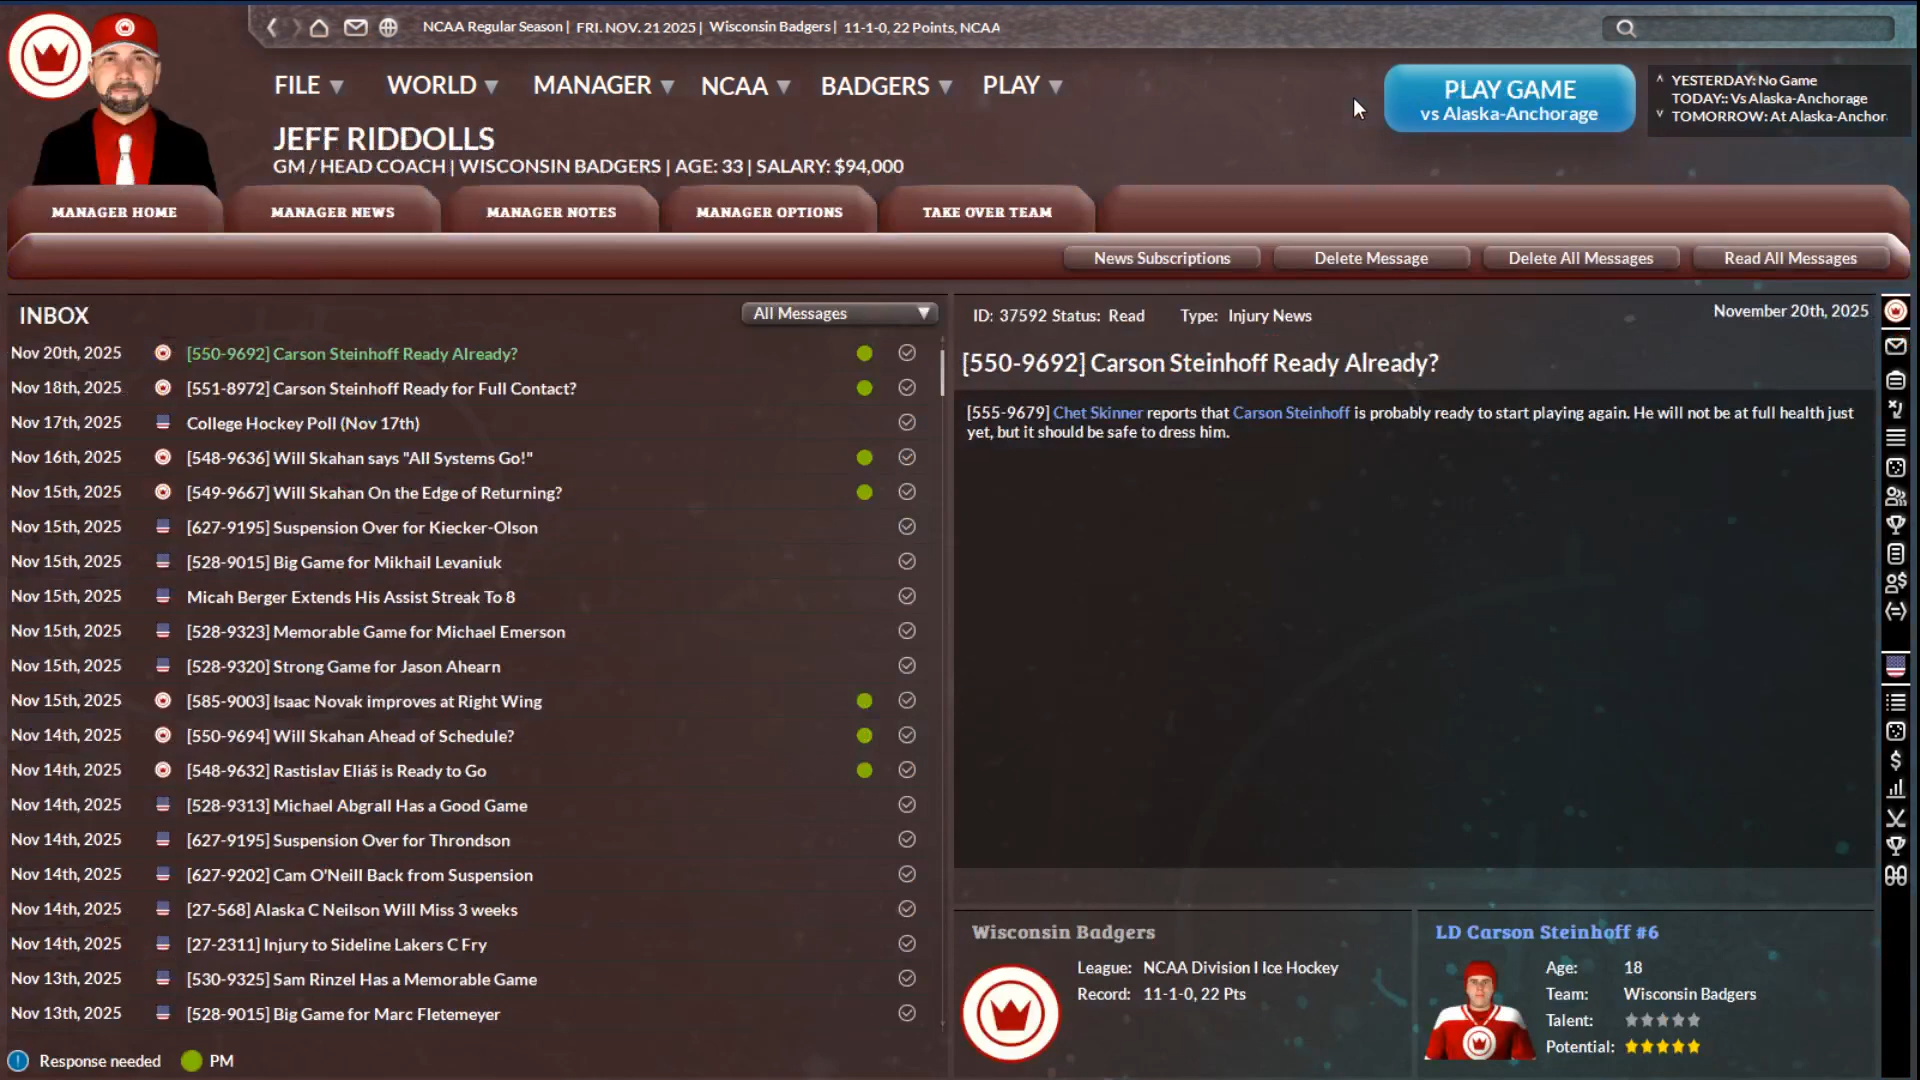 NCAA Regular Season | FRI. NOV. 21 2025 | Wisconsin Badgers | 11-1-0, 22 Points, NCAA
FILE WORLD MANAGER NCAA BADGERS PLAY
PLAY GAME
vs Alaska-Anchorage
YESTERDAY: No Game
TODAY:: Vs Alaska-Anchorage
TOMORROW: At Alaska-Anchor
JEFF RIDDOLLS
GM / HEAD COACH | WISCONSIN BADGERS | AGE: 33 | SALARY: $94,000
MANAGER HOME MANAGER NEWS MANAGER NOTES MANAGER OPTIONS TAKE OVER TEAM
News Subscriptions Delete Message Delete All Messages Read All Messages
INBOX All Messages
Nov 20th, 2025 [550-9692] Carson Steinhoff Ready Already?
Nov 18th, 2025 [551-8972] Carson Steinhoff Ready for Full Contact?
Nov 17th, 2025 College Hockey Poll (Nov 17th)
Nov 16th, 2025 [548-9636] Will Skahan says "All Systems Go!"
Nov 15th, 2025 [549-9667] Will Skahan On the Edge of Returning?
Nov 15th, 2025 [627-9195] Suspension Over for Kiecker-Olson
Nov 15th, 2025 [528-9015] Big Game for Mikhail Levaniuk
Nov 15th, 2025 Micah Berger Extends His Assist Streak To 8
Nov 15th, 2025 [528-9323] Memorable Game for Michael Emerson
Nov 15th, 2025 [528-9320] Strong Game for Jason Ahearn
Nov 15th, 2025 [585-9003] Isaac Novak improves at Right Wing
Nov 14th, 2025 [550-9694] Will Skahan Ahead of Schedule?
Nov 14th, 2025 [548-9632] Rastislav Eliáš is Ready to Go
Nov 14th, 2025 [528-9313] Michael Abgrall Has a Good Game
Nov 14th, 2025 [627-9195] Suspension Over for Throndson
Nov 14th, 2025 [627-9202] Cam O'Neill Back from Suspension
Nov 14th, 2025 [27-568] Alaska C Neilson Will Miss 3 weeks
Nov 14th, 2025 [27-2311] Injury to Sideline Lakers C Fry
Nov 13th, 2025 [530-9325] Sam Rinzel Has a Memorable Game
Nov 13th, 2025 [528-9015] Big Game for Marc Fletemeyer
Response needed PM
ID: 37592 Status: Read Type: Injury News November 20th, 2025
[550-9692] Carson Steinhoff Ready Already?
[555-9679] Chet Skinner reports that Carson Steinhoff is probably ready to start playing again. He will not be at full health just
yet, but it should be safe to dress him.
Wisconsin Badgers
League: NCAA Division I Ice Hockey
Record: 11-1-0, 22 Pts
LD Carson Steinhoff #6
Age: 18
Team: Wisconsin Badgers
Talent:
Potential: